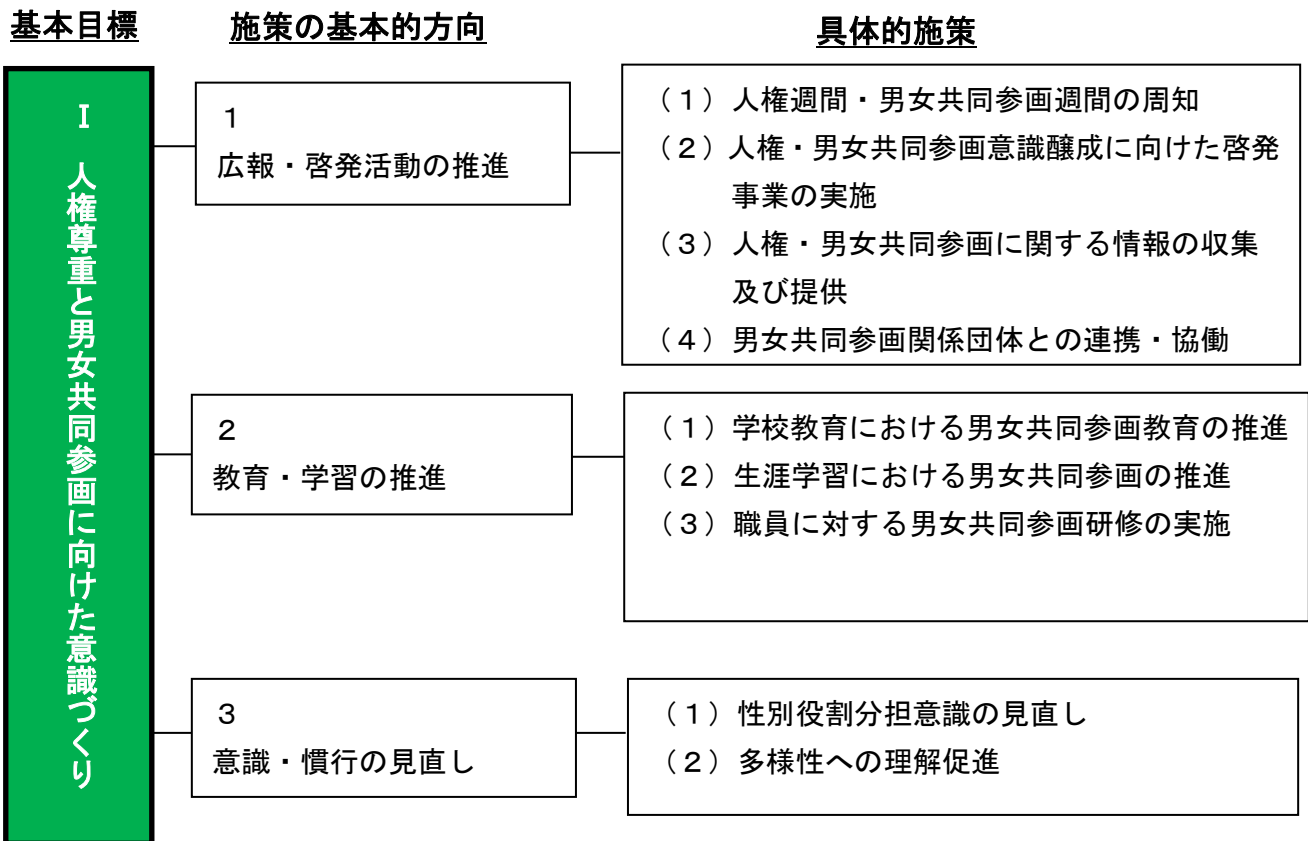 基本目標
施策の基本的方向
具体的施策
Ⅰ 人権尊重と男女共同参画に向けた意識づくり
1
広報・啓発活動の推進
(1)人権週間・男女共同参画週間の周知
(2)人権・男女共同参画意識醸成に向けた啓発
事業の実施
(3)人権・男女共同参画に関する情報の収集
及び提供
(4)男女共同参画関係団体との連携・協働
2
教育・学習の推進
(1)学校教育における男女共同参画教育の推進
(2)生涯学習における男女共同参画の推進
(3)職員に対する男女共同参画研修の実施
3
意識・慣行の見直し
(1)性別役割分担意識の見直し
(2)多様性への理解促進